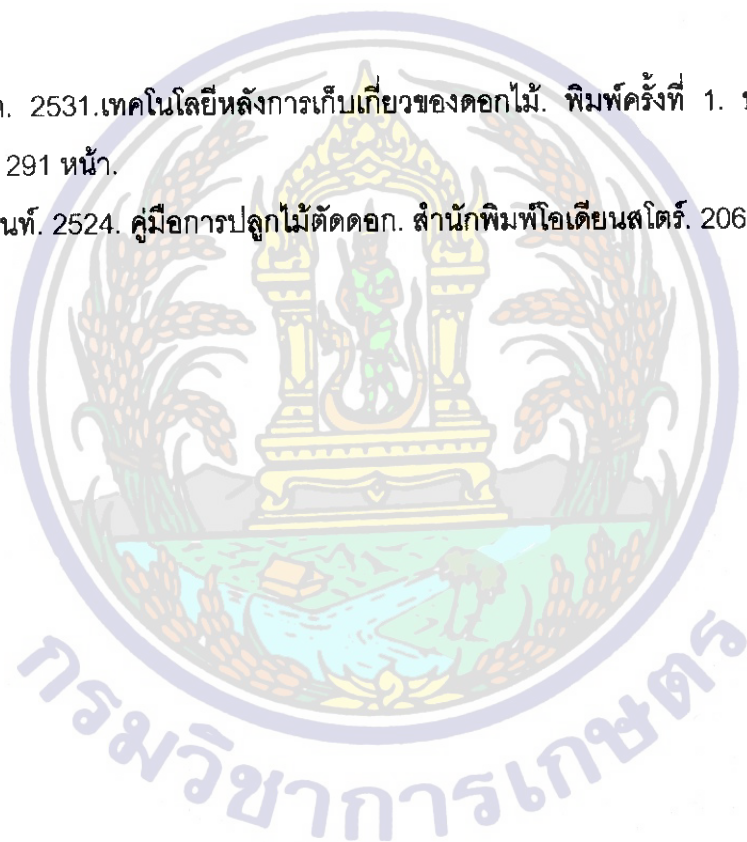 2531.เทคโนโลยีหลังการเก็บเกี่ยวของดอกไม้. พิมพ์ครั้งที่ 1.
291 หน้า.
นท์. 2524. คู่มือการปลูกไม้ตัดดอก. สำนักพิมพ์โอเดียนสโตร์. 206
กรมวิชาการเกษตร